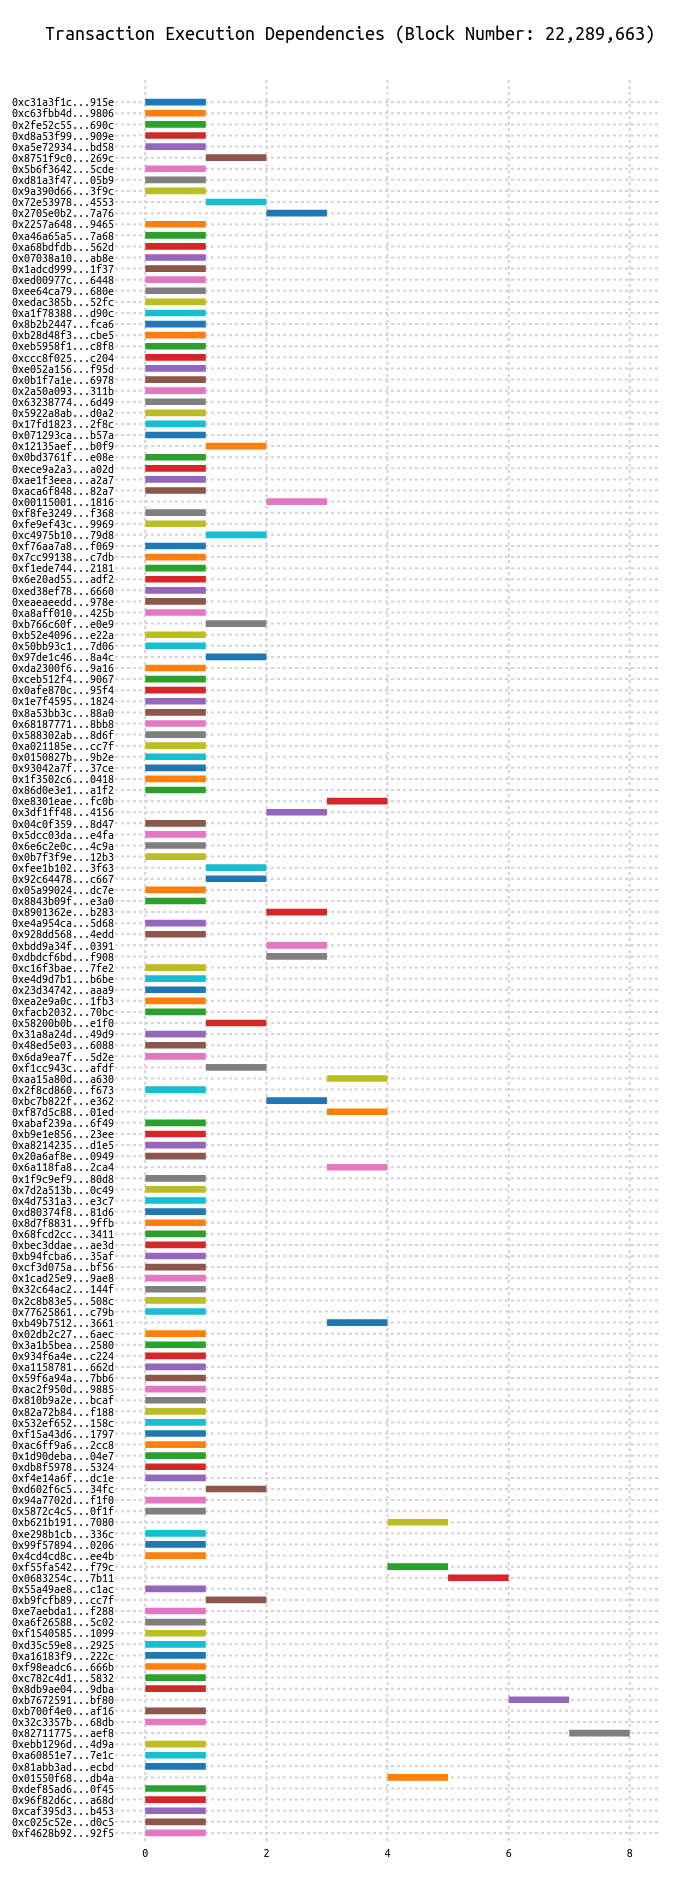 Transaction Execution Dependencies (Block Number: 22,289,663)
0xc31a3f1c...915e
0xc63fbb4d...9806
0x2fe52c55...690c
0xd8a53f99...909e
0xa5e72934...bd58
0x8751f9c0...269c
0x5b6f3642...5cde
0xd81a3f47...05b9
0x9a390d66...3f9c
0x72e53978...4553
0x2705e0b2...7a76
0x2257a648...9465
0xa46a65a5...7a68
0xa68bdfdb...562d
0x07038a10...ab8e
0x1adcd999...1f37
0xed00977c...6448
0xee64ca79...680e
0xedac385b...52fc
0xa1f78388...d90c
0x8b2b2447...fca6
0xb28d48f3...cbe5
0xeb5958f1...c8f8
0xccc8f025...c204
0xe052a156...f95d
0x0b1f7a1e...6978
0x2a50a093...311b
0x63238774...6d49
0x5922a8ab...d0a2
0x17fd1823...2f8c
0x071293ca...b57a
0x12135aef...b0f9
0x0bd3761f...e08e
0xece9a2a3...a02d
0xae1f3eea...a2a7
0xaca6f848...82a7
0x00115001...1816
0xf8fe3249...f368
0xfe9ef43c...9969
0xc4975b10...79d8
0xf76aa7a8...f069
0x7cc99138...c7db
0xf1ede744...2181
0x6e20ad55...adf2
0xed38ef78...6660
0xeaeaeedd...978e
0xa8aff010...425b
0xb766c60f...e0e9
0xb52e4096...e22a
0x50bb93c1...7d06
0x97de1c46...8a4c
0xda2300f6...9a16
0xceb512f4...9067
0x0afe870c...95f4
0x1e7f4595...1824
0x8a53bb3c...88a0
0x68187771...8bb8
0x588302ab...8d6f
0xa021185e...cc7f
0x0150827b...9b2e
0x93042a7f...37ce
0x1f3502c6...0418
0x86d0e3e1...a1f2
0xe8301eae...fc0b
0x3df1ff48...4156
0x04c0f359...8d47
0x5dcc03da...e4fa
0x6e6c2e0c...4c9a
0x0b7f3f9e...12b3
0xfee1b102...3f63
0x92c64478...c667
0x05a99024...dc7e
0x8843b09f...e3a0
0x8901362e...b283
0xe4a954ca...5d68
0x928dd568...4edd
0xbdd9a34f...0391
0xdbdcf6bd...f908
0xc16f3bae...7fe2
0xe4d9d7b1...b6be
0x23d34742...aaa9
0xea2e9a0c...1fb3
0xfacb2032...70bc
0x58200b0b...e1f0
0x31a8a24d...49d9
0x48ed5e03...6088
0x6da9ea7f...5d2e
0xf1cc943c...afdf
0xaa15a80d...a630
0x2f8cd860...f673
0xbc7b822f...e362
0xf87d5c88...01ed
0xabaf239a...6f49
0xb9e1e856...23ee
0xa8214235...d1e5
0x20a6af8e...0949
0x6a118fa8...2ca4
0x1f9c9ef9...80d8
0x7d2a513b...0c49
0x4d7531a3...e3c7
0xd80374f8...81d6
0x8d7f8831...9ffb
0x68fcd2cc...3411
0xbec3ddae...ae3d
0xb94fcba6...35af
0xcf3d075a...bf56
0x1cad25e9...9ae8
0x32c64ac2...144f
0x2c8b83e5...508c
0x77625861...c79b
0xb49b7512...3661
0x02db2c27...6aec
0x3a1b5bea...2580
0x934f6a4e...c224
0xa1158781...662d
0x59f6a94a...7bb6
0xac2f950d...9885
0x810b9a2e...bcaf
0x82a72b84...f188
0x532ef652...158c
0xf15a43d6...1797
0xac6ff9a6...2cc8
0x1d90deba...04e7
0xdb8f5978...5324
0xf4e14a6f...dc1e
0xd602f6c5...34fc
0x94a7702d...f1f0
0x5872c4c5...0f1f
0xb621b191...7080
0xe298b1cb...336c
0x99f57894...0206
0x4cd4cd8c...ee4b
0xf55fa542...f79c
0x0683254c...7b11
0x55a49ae8...c1ac
0xb9fcfb89...cc7f
0xe7aebda1...f288
0xa6f26588...5c02
0xf1540585...1099
0xd35c59e8...2925
0xa16183f9...222c
0xf98eadc6...666b
0xc782c4d1...5832
0x8db9ae04...9dba
0xb7672591...bf80
0xb700f4e0...af16
0x32c3357b...68db
0x82711775...aef8
0xebb1296d...4d9a
0xa60851e7...7e1c
0x81abb3ad...ecbd
0x01550f68...db4a
0xdef85ad6...0f45
0x96f82d6c...a68d
0xcaf395d3...b453
0xc025c52e...d0c5
0xf4628b92...92f5
0 2 4 6 8